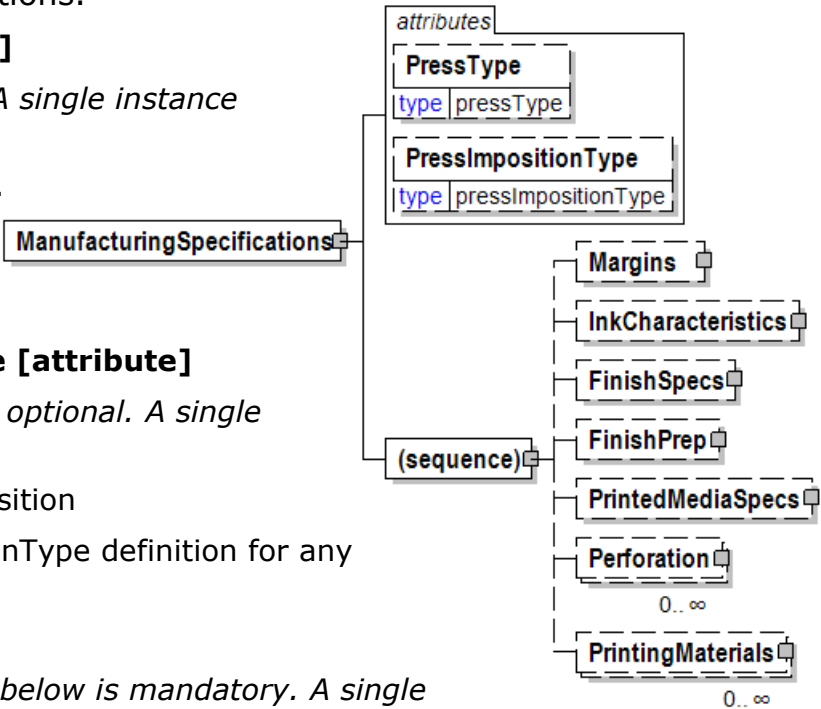 tions.
]
A single instance
.
e [attribute]
optional. A single
sition
nType definition for any
below is mandatory. A single
attributes
PressType
type pressType
PressImpositionType
type pressImpositionType
ManufacturingSpecifications
(sequence)
Margins
InkCharacteristics
FinishSpecs
FinishPrep
PrintedMediaSpecs
Perforation
0.. ∞
PrintingMaterials
0.. ∞